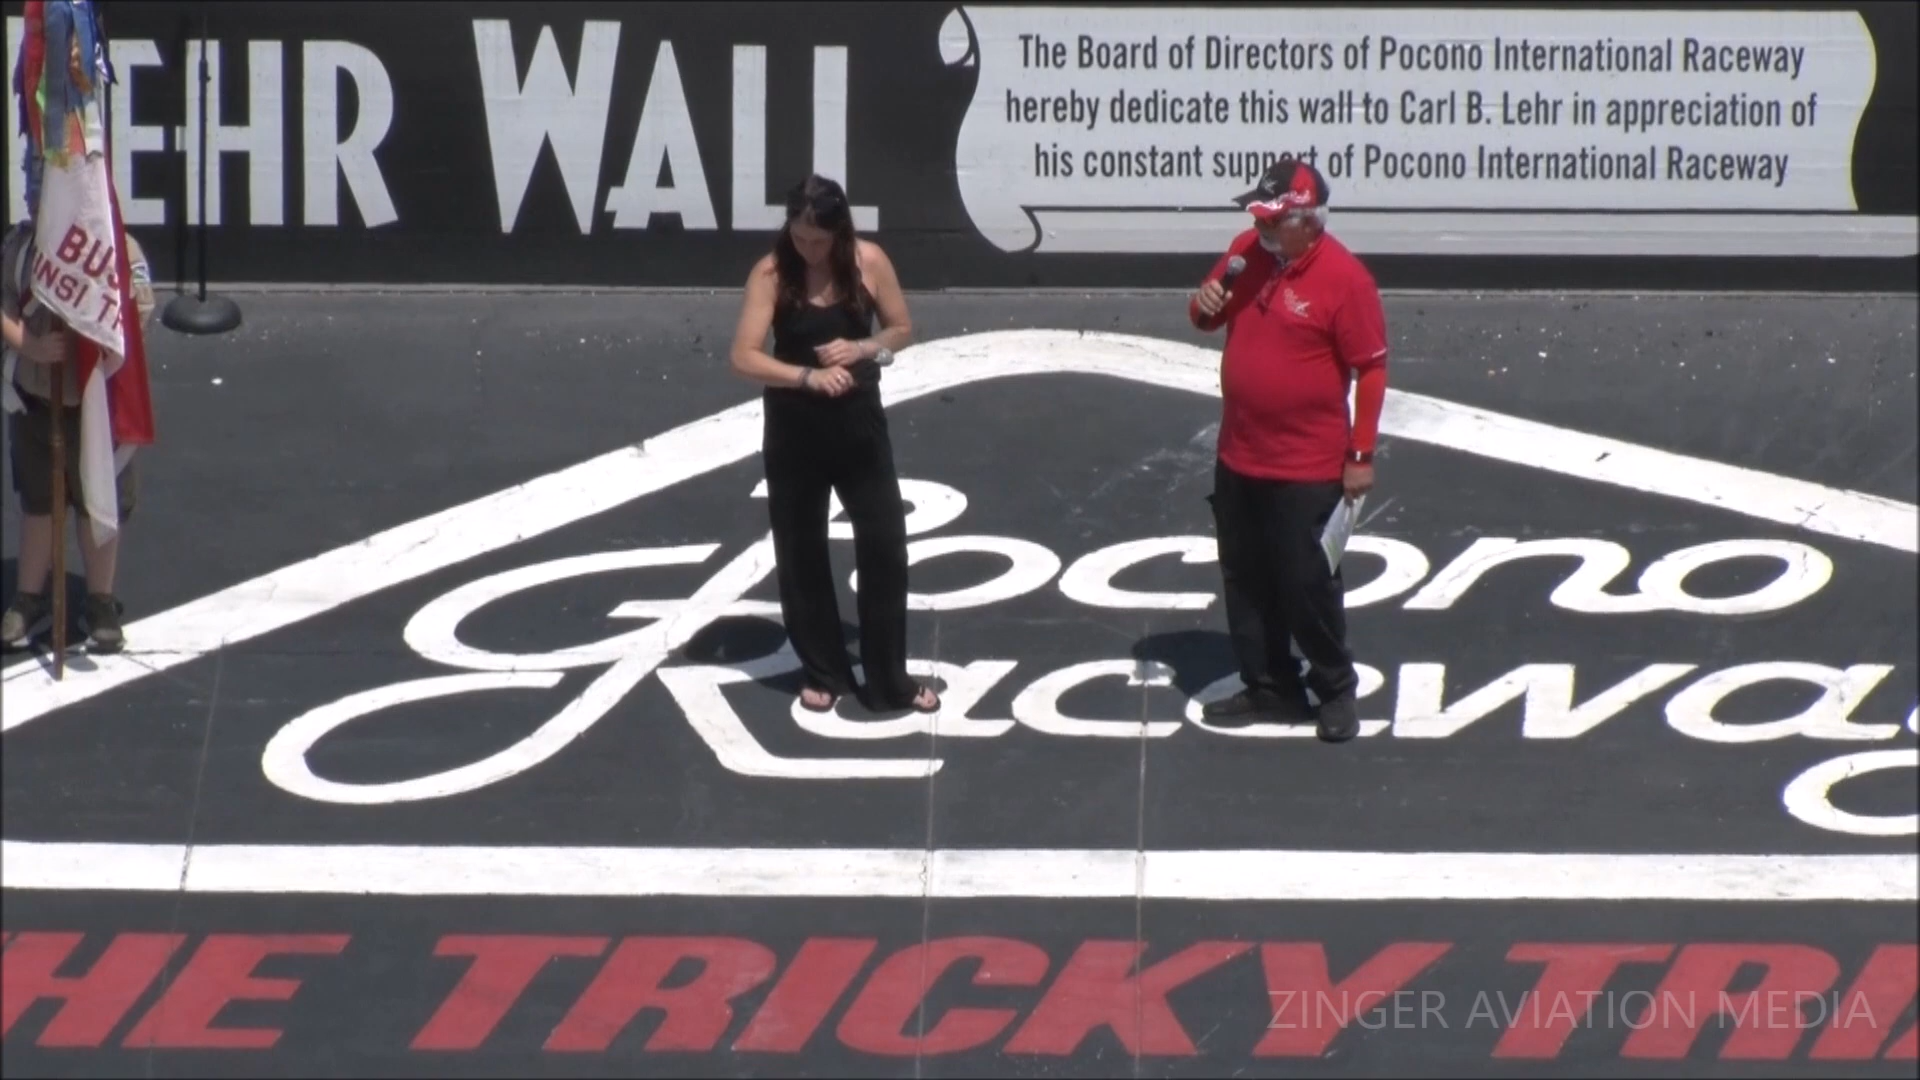 LEHR WALL
The Board of Directors of Pocono International Raceway
hereby dedicate this wall to Carl B. Lehr in appreciation of
his constant support of Pocono International Raceway
Pocono
Raceway
HE TRICKY TRI
ZINGER AVIATION MEDIA